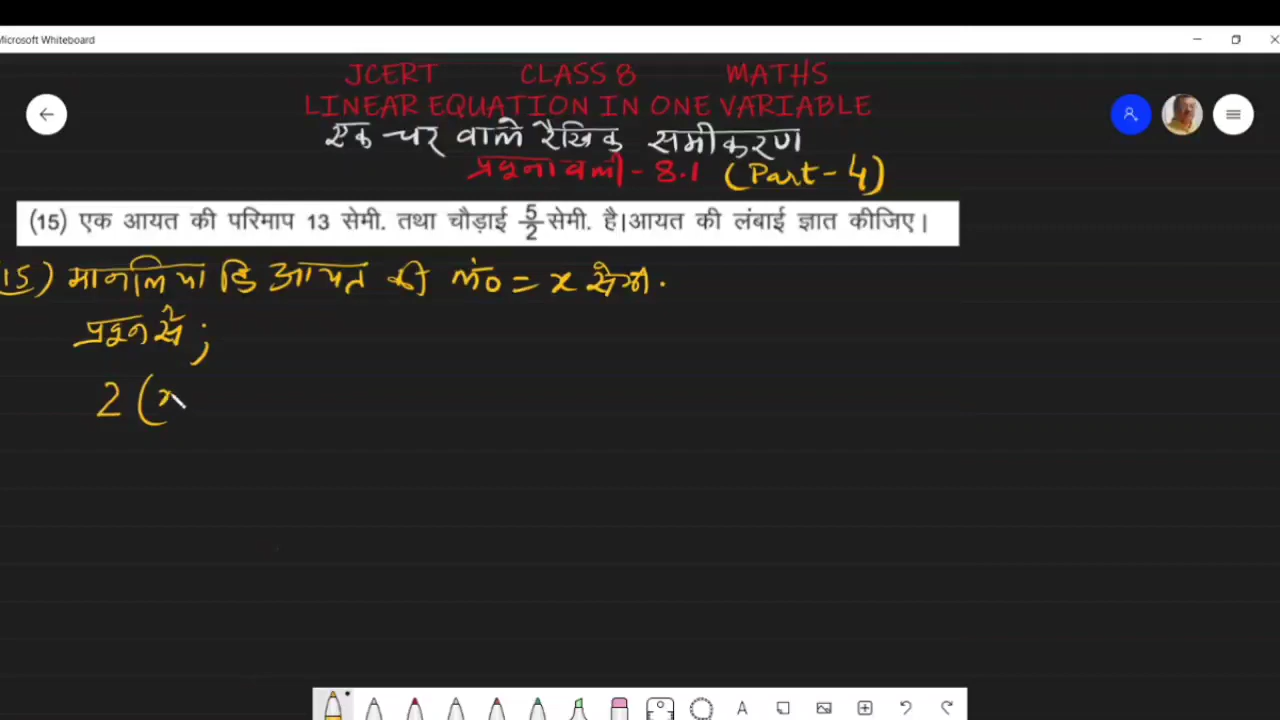 Microsoft Whiteboard
JCERT CLASS 8 MATHS
LINEAR EQUATION IN ONE VARIABLE
एक चर वाले रैखिक समीकरण
प्रश्नावली - 8.1 (Part - 4)
(15) एक आयत की परिमाप 13 सेमी. तथा चौड़ाई 5/2 सेमी. है।आयत की लंबाई ज्ञात कीजिए।
15) मानलिया कि आयत की लं० = x सेमी.
प्रश्न से ;
2 (x